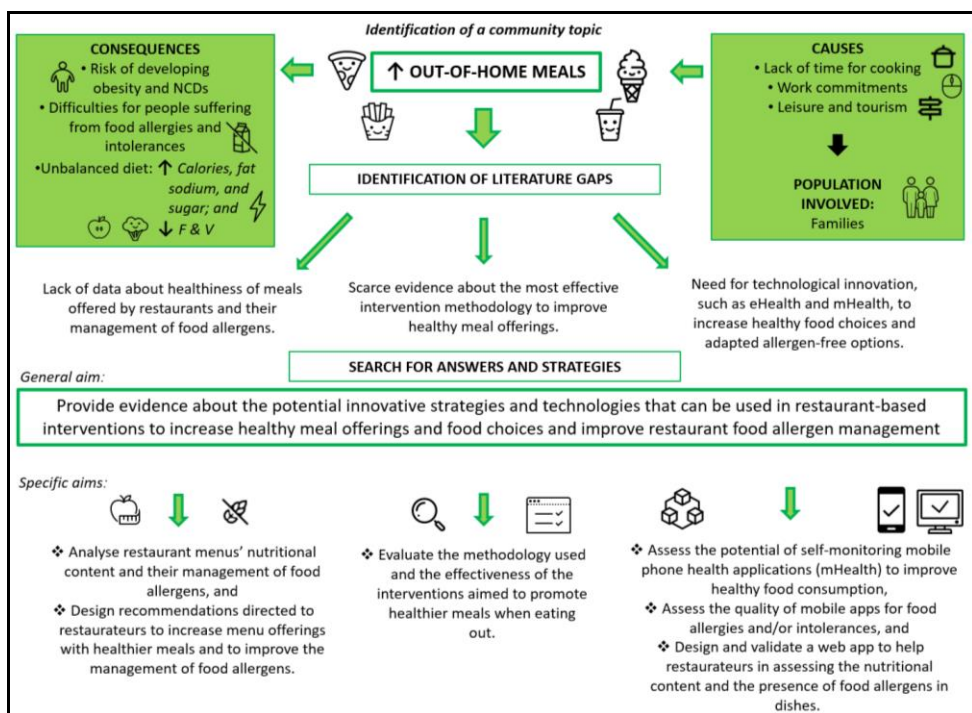 Identification of a community topic
CONSEQUENCES
• Risk of developing
obesity and NCDs
• Difficulties for people suffering
from food allergies and
intolerances
•Unbalanced diet: ↑ Calories, fat
sodium, and
sugar; and
↓ F & V
↑ OUT-OF-HOME MEALS
CAUSES
• Lack of time for cooking
• Work commitments
• Leisure and tourism
POPULATION
INVOLVED:
Families
IDENTIFICATION OF LITERATURE GAPS
Lack of data about healthiness of meals
offered by restaurants and their
management of food allergens.
Scarce evidence about the most effective
intervention methodology to improve
healthy meal offerings.
Need for technological innovation,
such as eHealth and mHealth, to
increase healthy food choices and
adapted allergen-free options.
SEARCH FOR ANSWERS AND STRATEGIES
General aim:
Provide evidence about the potential innovative strategies and technologies that can be used in restaurant-based
interventions to increase healthy meal offerings and food choices and improve restaurant food allergen management
Specific aims:
❖ Analyse restaurant menus’ nutritional
content and their management of food
allergens, and
❖ Design recommendations directed to
restaurateurs to increase menu offerings
with healthier meals and to improve the
management of food allergens.
❖ Evaluate the methodology used
and the effectiveness of the
interventions aimed to promote
healthier meals when eating
out.
❖ Assess the potential of self-monitoring mobile
phone health applications (mHealth) to improve
healthy food consumption,
❖ Assess the quality of mobile apps for food
allergies and/or intolerances, and
❖ Design and validate a web app to help
restaurateurs in assessing the nutritional
content and the presence of food allergens in
dishes.